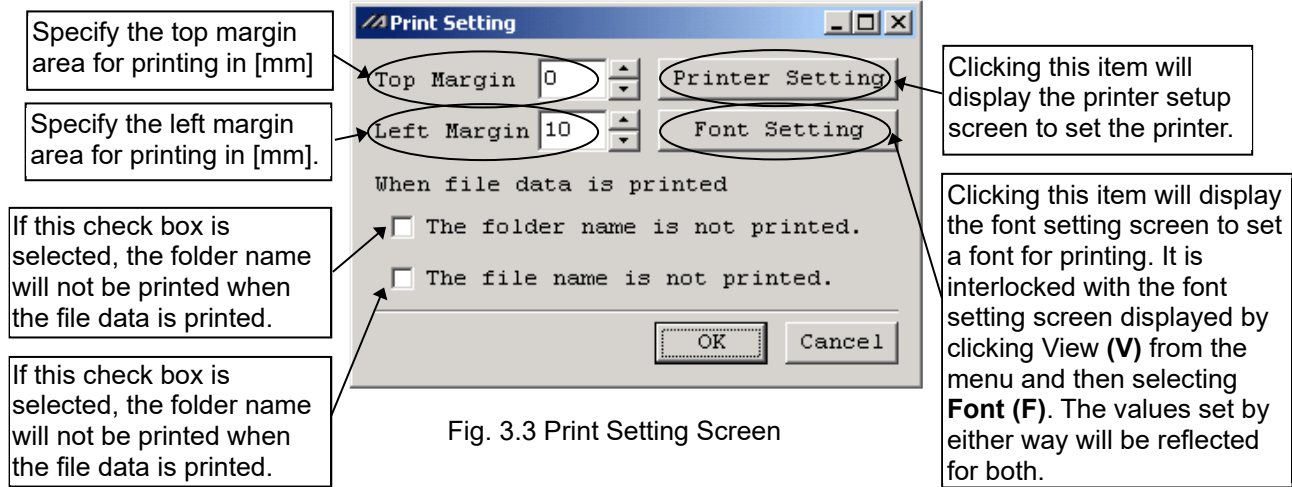 Specify the top margin
area for printing in [mm]
Specify the left margin
area for printing in [mm].
If this check box is
selected, the folder name
will not be printed when
the file data is printed.
If this check box is
selected, the folder name
will not be printed when
the file data is printed.
Print Setting
Top Margin 0 Printer Setting
Left Margin 10 Font Setting
When file data is printed
The folder name is not printed.
The file name is not printed.
OK Cancel
Fig. 3.3 Print Setting Screen
Clicking this item will
display the printer setup
screen to set the printer.
Clicking this item will display
the font setting screen to set
a font for printing. It is
interlocked with the font
setting screen displayed by
clicking View (V) from the
menu and then selecting
Font (F). The values set by
either way will be reflected
for both.